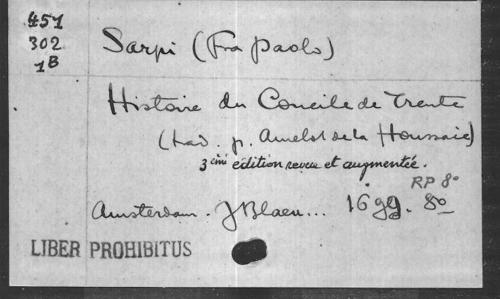 451
302
1B
Sarpi (Fra Paolo)
Histoire du Concile de Trente
(trad. p. Amelot de la Houssaie)
3eme édition revue et augmentée.
RP 8°
Amsterdam. J Blaeu... 1699. 8°
LIBER PROHIBITUS